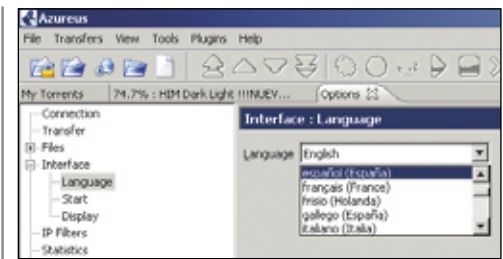 Azureus
File Transfers View Tools Plugins Help
My Torrents 74.7% : HIM Dark Light !!!NUEV... Options
Connection
Transfer
Files
Interface
Language
Start
Display
IP Filters
Statistics
Interface : Language
Language English
español (España)
français (France)
frisio (Holanda)
gallego (España)
italiano (Italia)